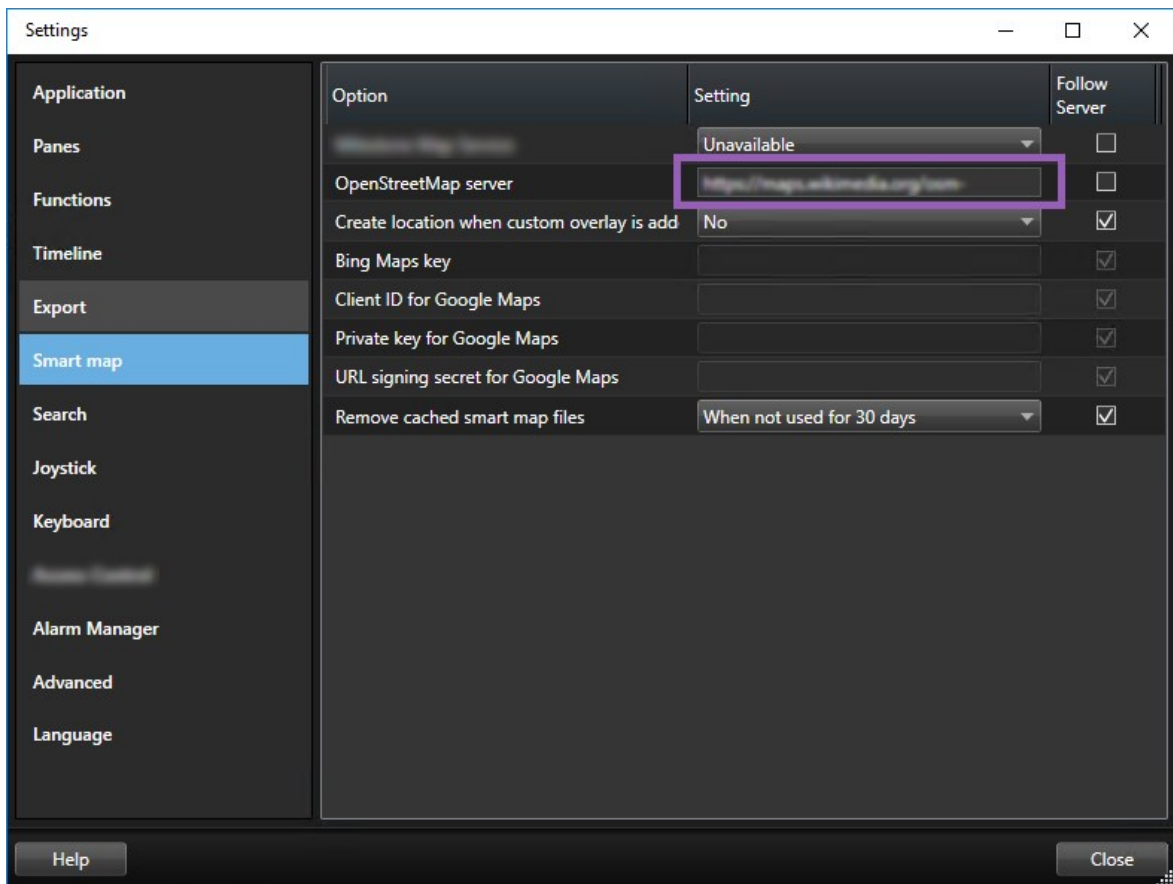 Settings
Application
Panes
Functions
Timeline
Export
Smart map
Search
Joystick
Keyboard
Alarm Manager
Advanced
Language
Option Setting Follow Server
Unavailable
OpenStreetMap server
Create location when custom overlay is add No
Bing Maps key
Client ID for Google Maps
Private key for Google Maps
URL signing secret for Google Maps
Remove cached smart map files When not used for 30 days
Help Close